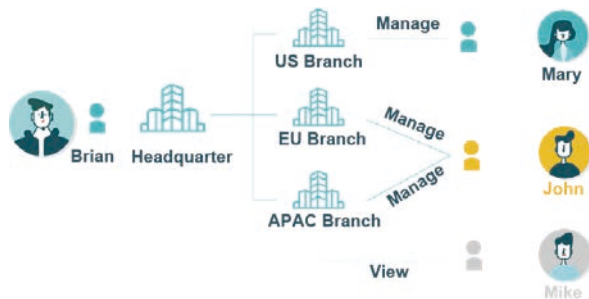 Manage
US Branch
Mary
Manage
EU Branch
Brian
Headquarter
Manage
John
APAC Branch
View
Mike